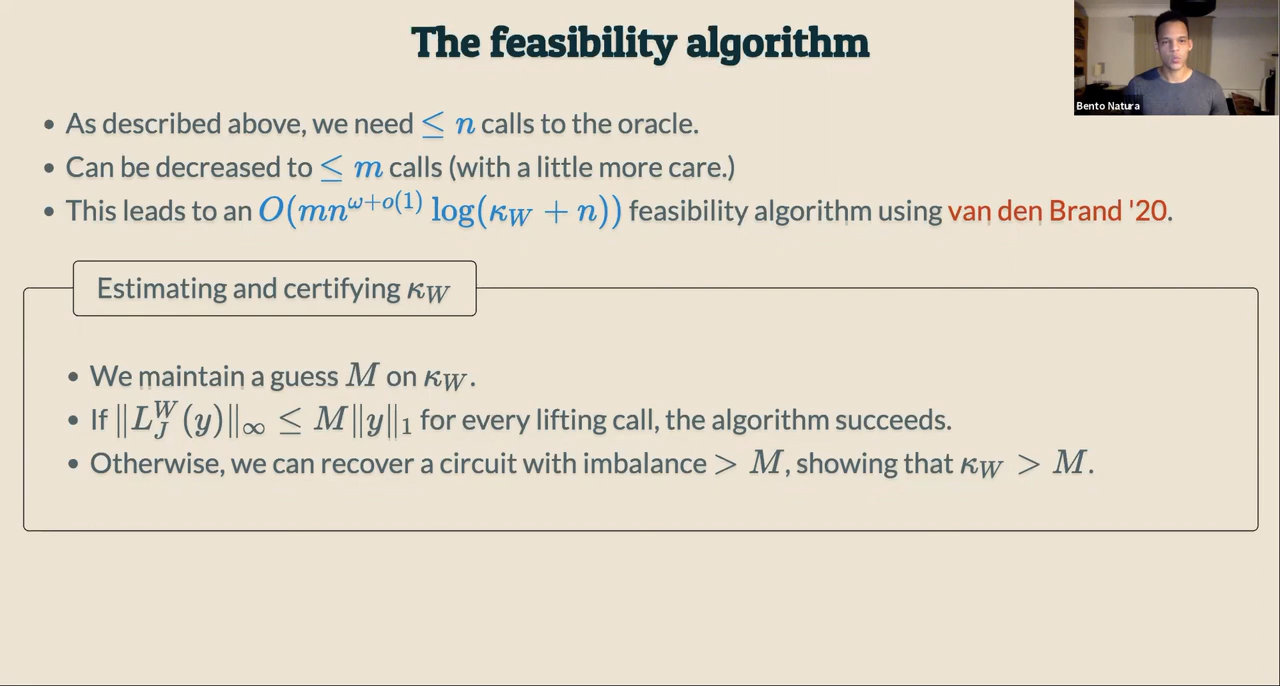 The feasibility algorithm
Bento Natura
• As described above, we need ≤ n calls to the oracle.
• Can be decreased to ≤ m calls (with a little more care.)
• This leads to an O(mn^{ω+o(1)} log(κ_W + n)) feasibility algorithm using van den Brand '20.
Estimating and certifying κ_W
• We maintain a guess M on κ_W.
• If ‖L_J^W(y)‖_∞ ≤ M‖y‖_1 for every lifting call, the algorithm succeeds.
• Otherwise, we can recover a circuit with imbalance > M, showing that κ_W > M.